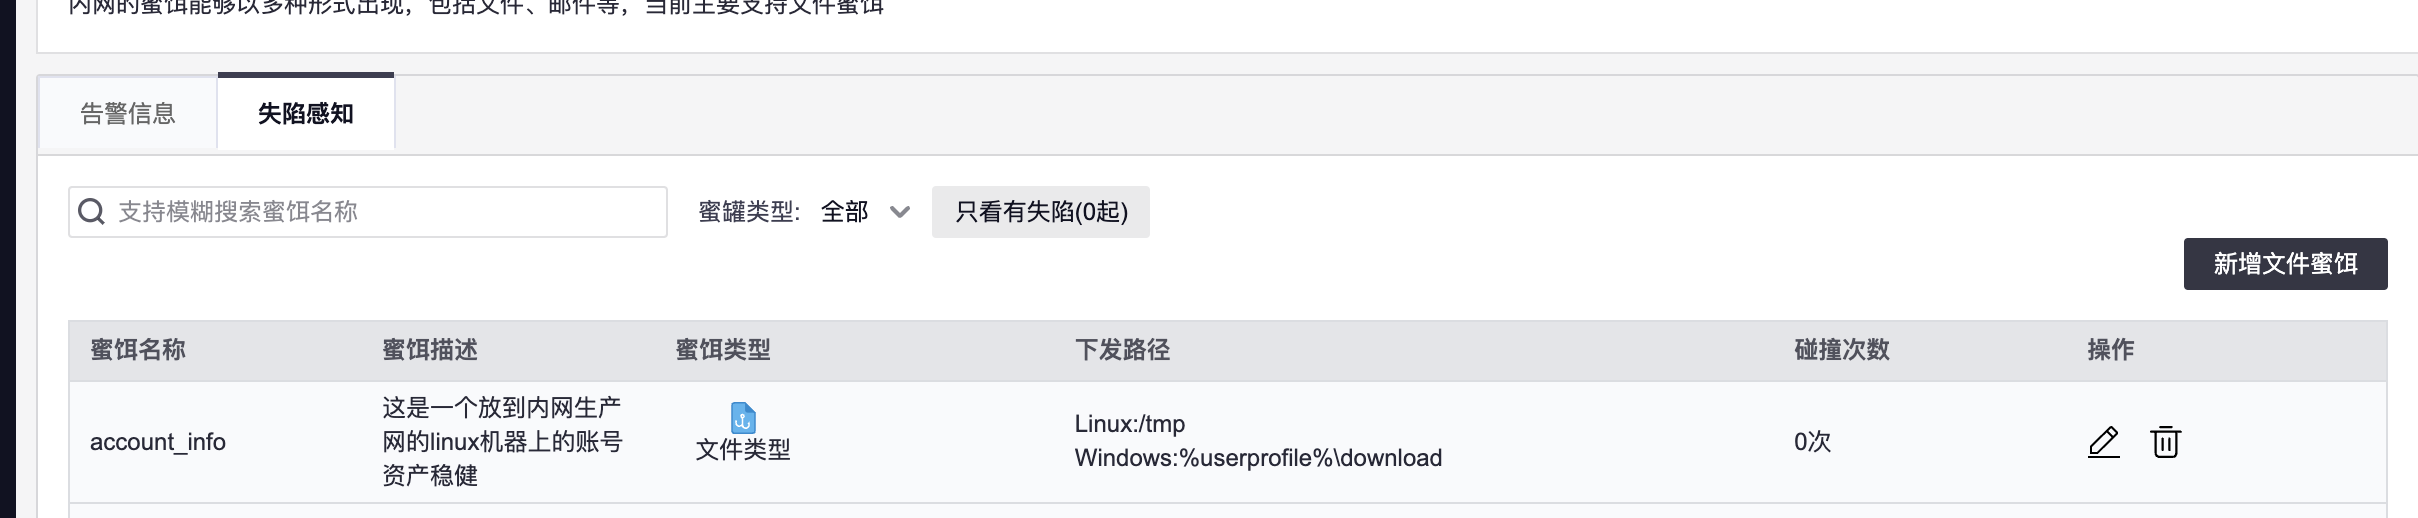 内网的蜜饵能够以多种形式出现，包括文件、邮件等，当前主要支持文件蜜饵
告警信息
失陷感知
支持模糊搜索蜜饵名称
蜜罐类型:
全部
只看有失陷(0起)
新增文件蜜饵
蜜饵名称
蜜饵描述
蜜饵类型
下发路径
碰撞次数
操作
account_info
这是一个放到内网生产
网的linux机器上的账号
资产稳健
文件类型
Linux:/tmp
Windows:%userprofile%\download
0次